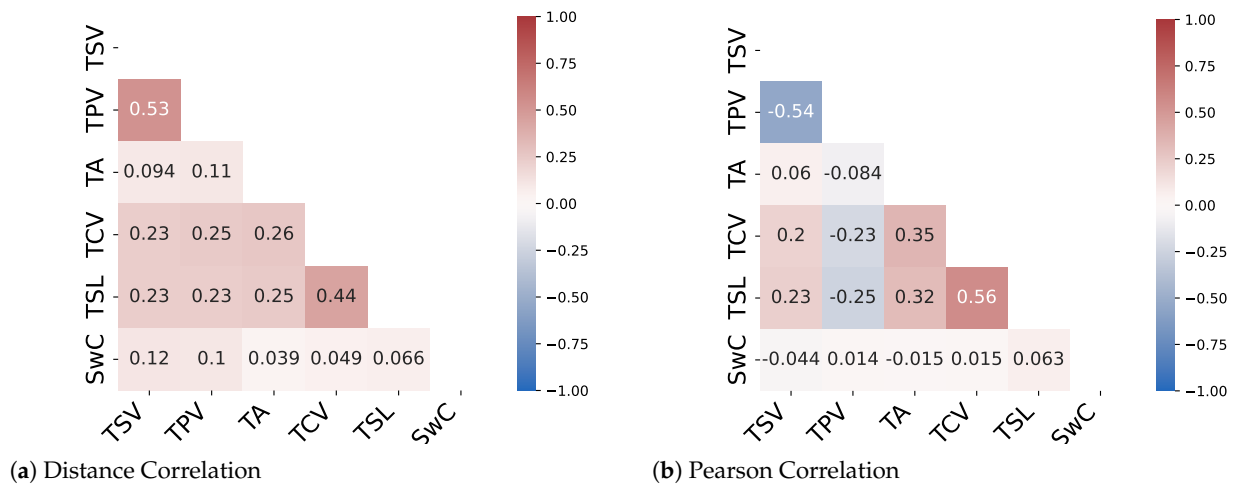 TSV
TPV
TA
TCV
TSL
SwC
0.53
0.094 0.11
0.23 0.25 0.26
0.23 0.23 0.25 0.44
0.12 0.1 0.039 0.049 0.066
TSV TPV TA TCV TSL SwC
1.00
0.75
0.50
0.25
0.00
−0.25
−0.50
−0.75
−1.00
(a) Distance Correlation
TSV
TPV
TA
TCV
TSL
SwC
-0.54
0.06 -0.084
0.2 -0.23 0.35
0.23 -0.25 0.32 0.56
--0.044 0.014 -0.015 0.015 0.063
TSV TPV TA TCV TSL SwC
1.00
0.75
0.50
0.25
0.00
−0.25
−0.50
−0.75
−1.00
(b) Pearson Correlation